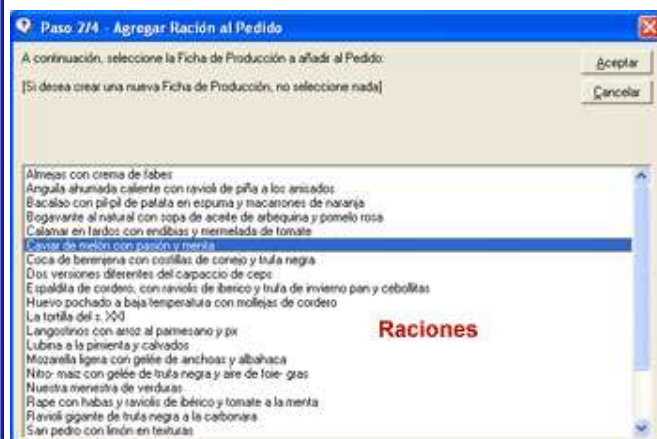 Paso 2/4 - Agregar Ración al Pedido
A continuación, seleccione la Ficha de Producción a añadir al Pedido:
Aceptar
[Si desea crear una nueva Ficha de Producción, no seleccione nada]
Cancelar
Almejas con crema de fabes
Anguila ahumada caliente con ravioli de piña a los anisados
Bacalao con pil-pil de patata en espuma y macarrones de naranja
Bogavante al natural con sopa de aceite de arbequina y pomelo rosa
Calamar en fardos con endibias y mermelada de tomate
Caviar de melón con pasión y menta
Coca de berenjena con costillas de conejo y trufa negra
Dos versiones diferentes del carpaccio de ceps
Espaldita de cordero, con raviolis de iberico y trufa de invierno pan y cebollitas
Huevo pochado a baja temperatura con mollejas de cordero
La tortilla del s. XXI
Langostinos con arroz al parmesano y px
Raciones
Lubina a la pimienta y calvados
Mozarella ligera con gelée de anchoas y albahaca
Nitro- maiz con gelée de trufa negra y aire de foie- gras
Nuestra menestra de verduras
Rape con habas y raviolis de ibérico y tomate a la menta
Ravioli gigante de trufa negra a la carbonara
San pedro con limón en texturas